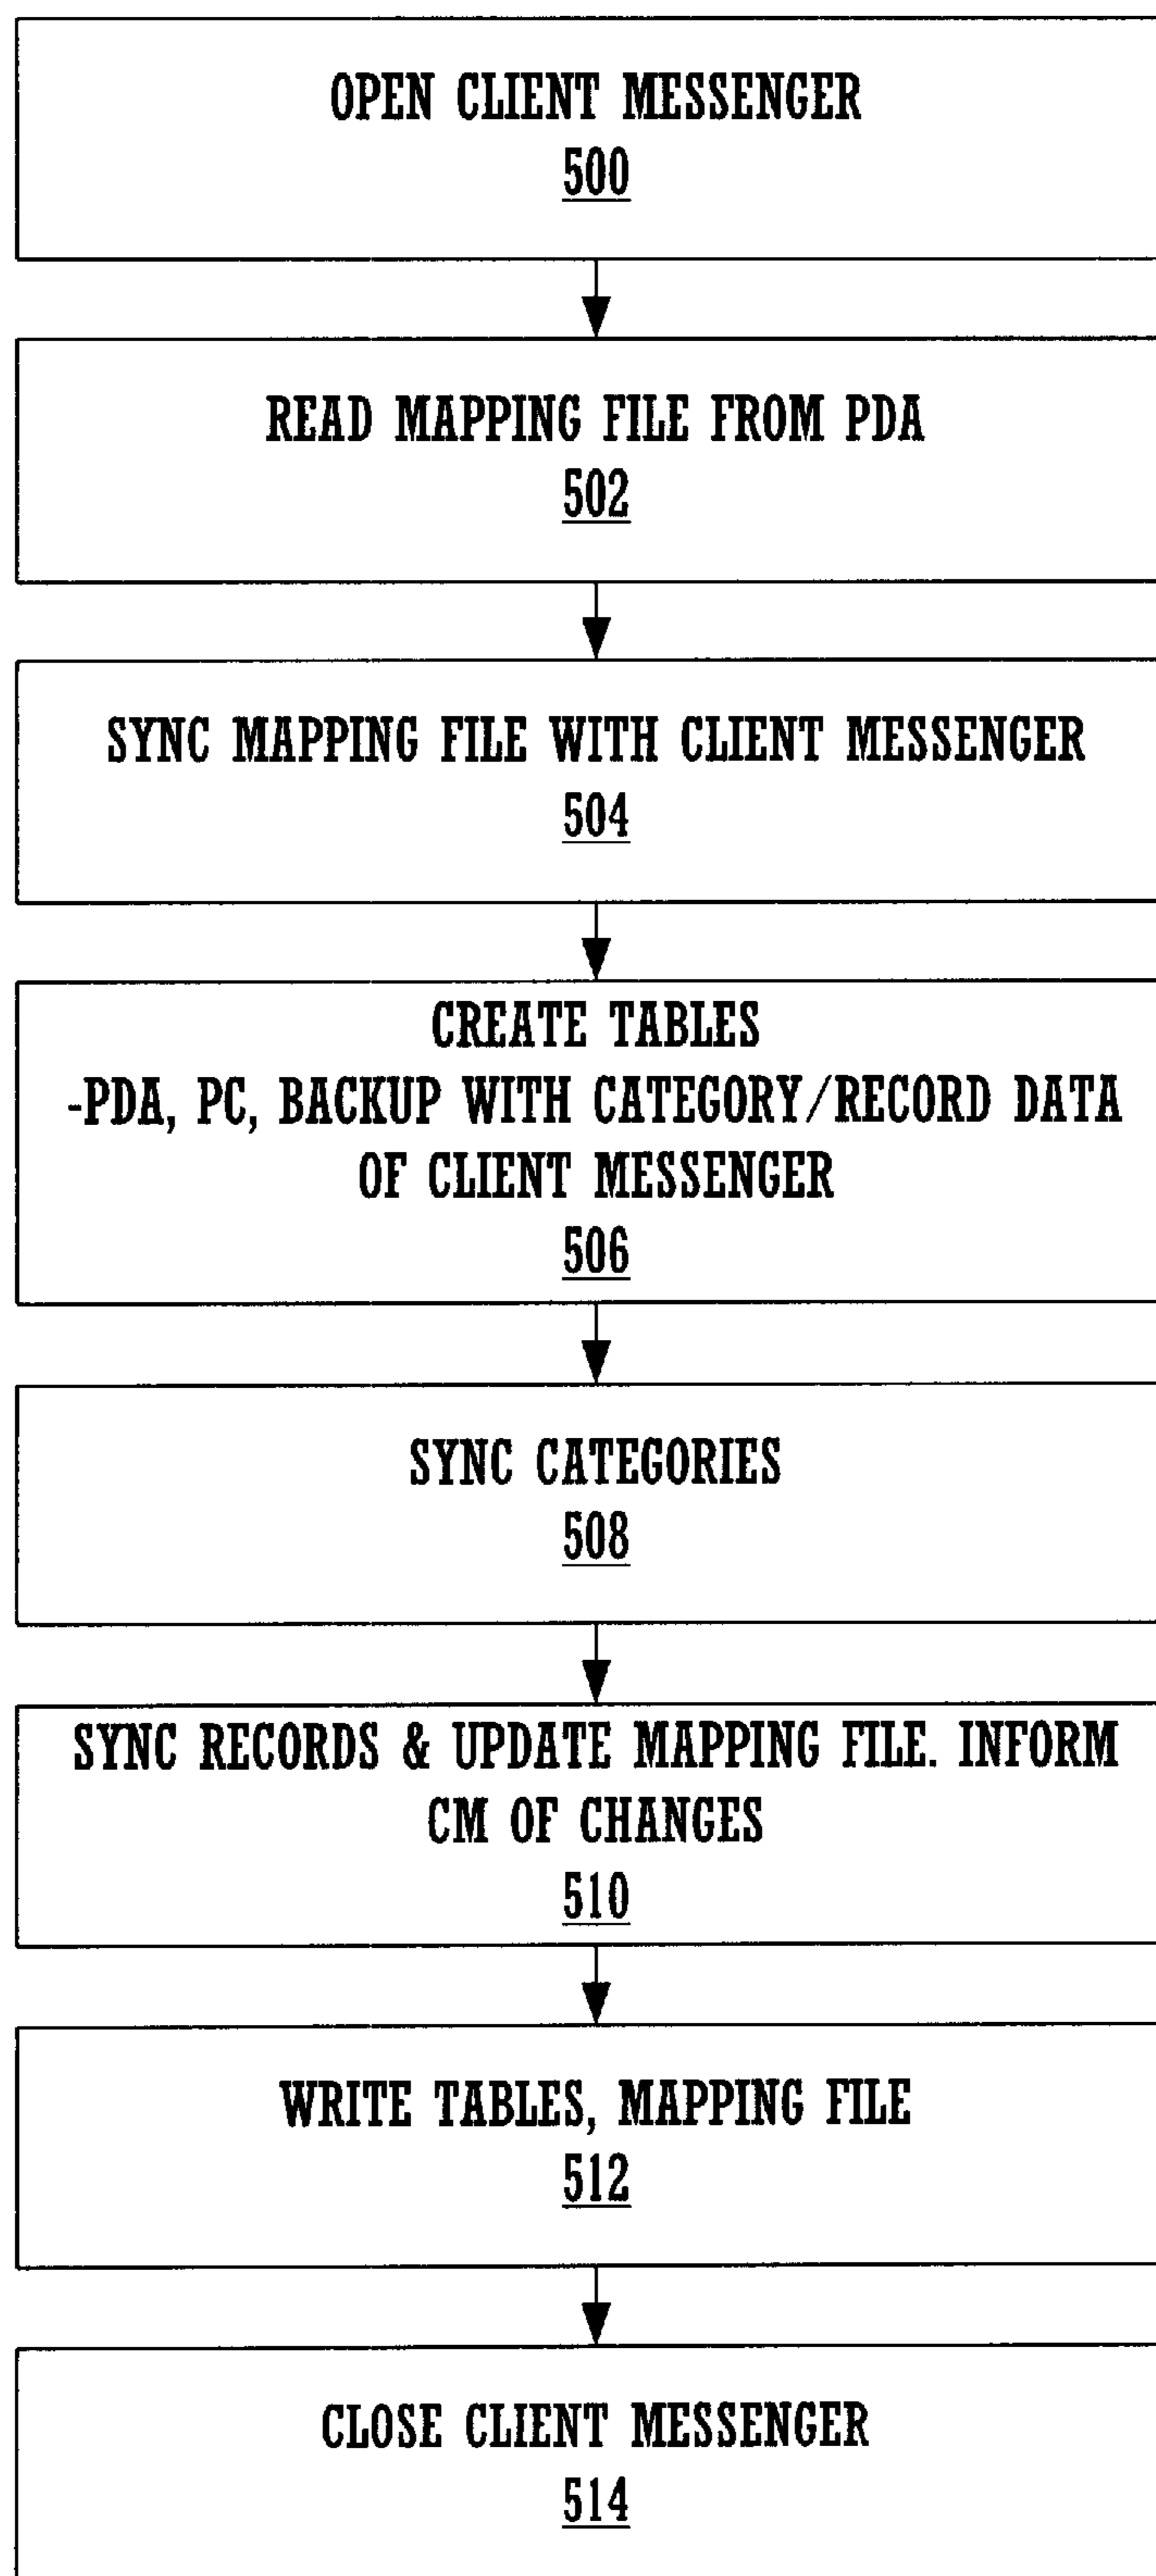 OPEN CLIENT MESSENGER
500
READ MAPPING FILE FROM PDA
502
SYNC MAPPING FILE WITH CLIENT MESSENGER
504
CREATE TABLES
-PDA, PC, BACKUP WITH CATEGORY/RECORD DATA
OF CLIENT MESSENGER
506
SYNC CATEGORIES
508
SYNC RECORDS & UPDATE MAPPING FILE. INFORM
CM OF CHANGES
510
WRITE TABLES, MAPPING FILE
512
CLOSE CLIENT MESSENGER
514